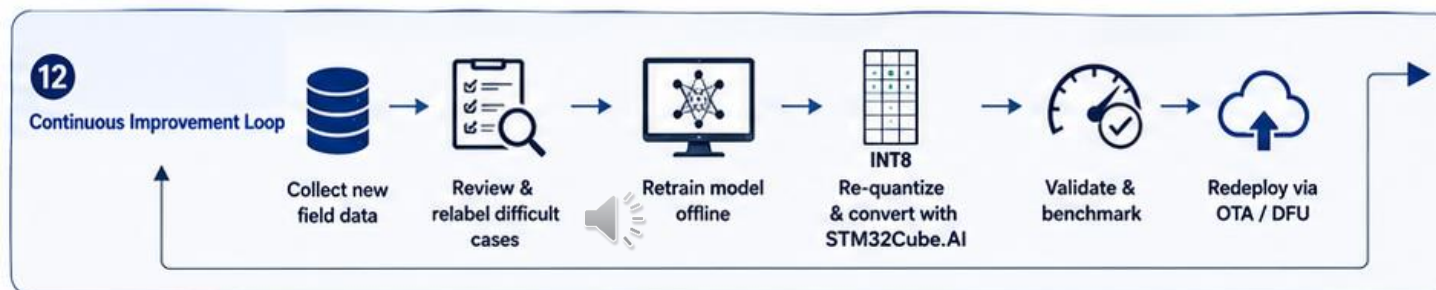 12
Continuous Improvement Loop
Collect new
field data
Review &
relabel difficult
cases
Retrain model
offline
INT8
Re-quantize
& convert with
STM32Cube.AI
Validate &
benchmark
Redeploy via
OTA / DFU